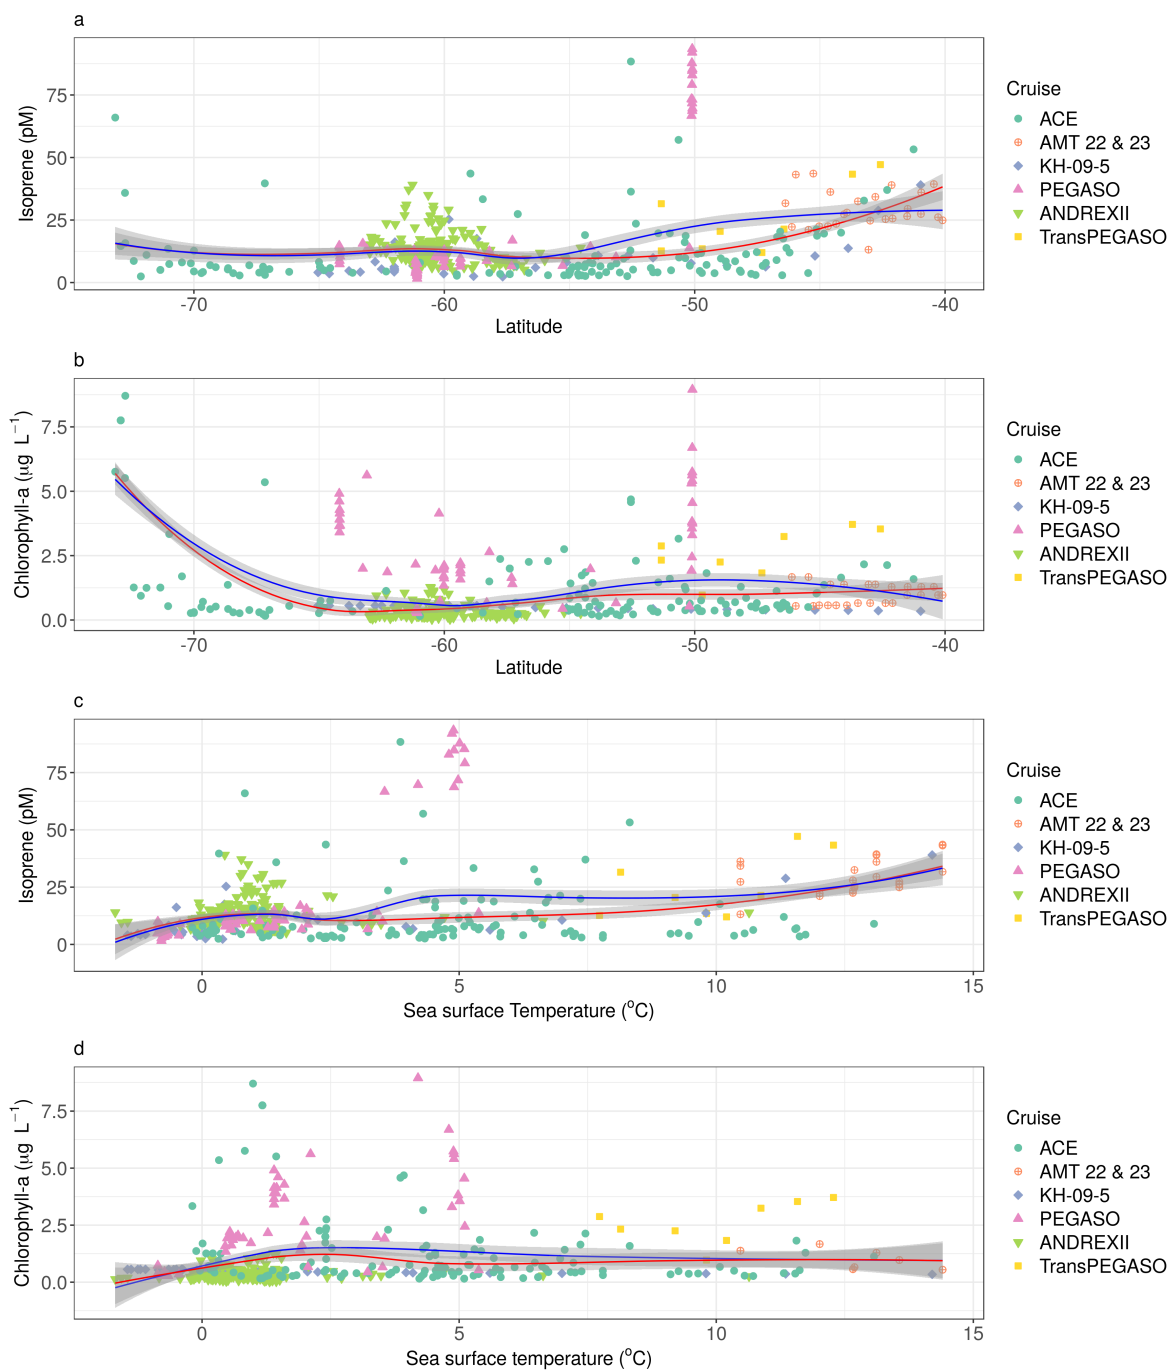 a
Isoprene (pM)
75
50
25
0
-70
-60
-50
-40
Latitude
Cruise
ACE
AMT 22 & 23
KH-09-5
PEGASO
ANDREXII
TransPEGASO
b
Chlorophyll-a (μg L⁻¹)
7.5
5.0
2.5
0.0
-70
-60
-50
-40
Latitude
Cruise
ACE
AMT 22 & 23
KH-09-5
PEGASO
ANDREXII
TransPEGASO
c
Isoprene (pM)
75
50
25
0
0
5
10
15
Sea surface Temperature (°C)
Cruise
ACE
AMT 22 & 23
KH-09-5
PEGASO
ANDREXII
TransPEGASO
d
Chlorophyll-a (μg L⁻¹)
7.5
5.0
2.5
0.0
0
5
10
15
Sea surface temperature (°C)
Cruise
ACE
AMT 22 & 23
KH-09-5
PEGASO
ANDREXII
TransPEGASO